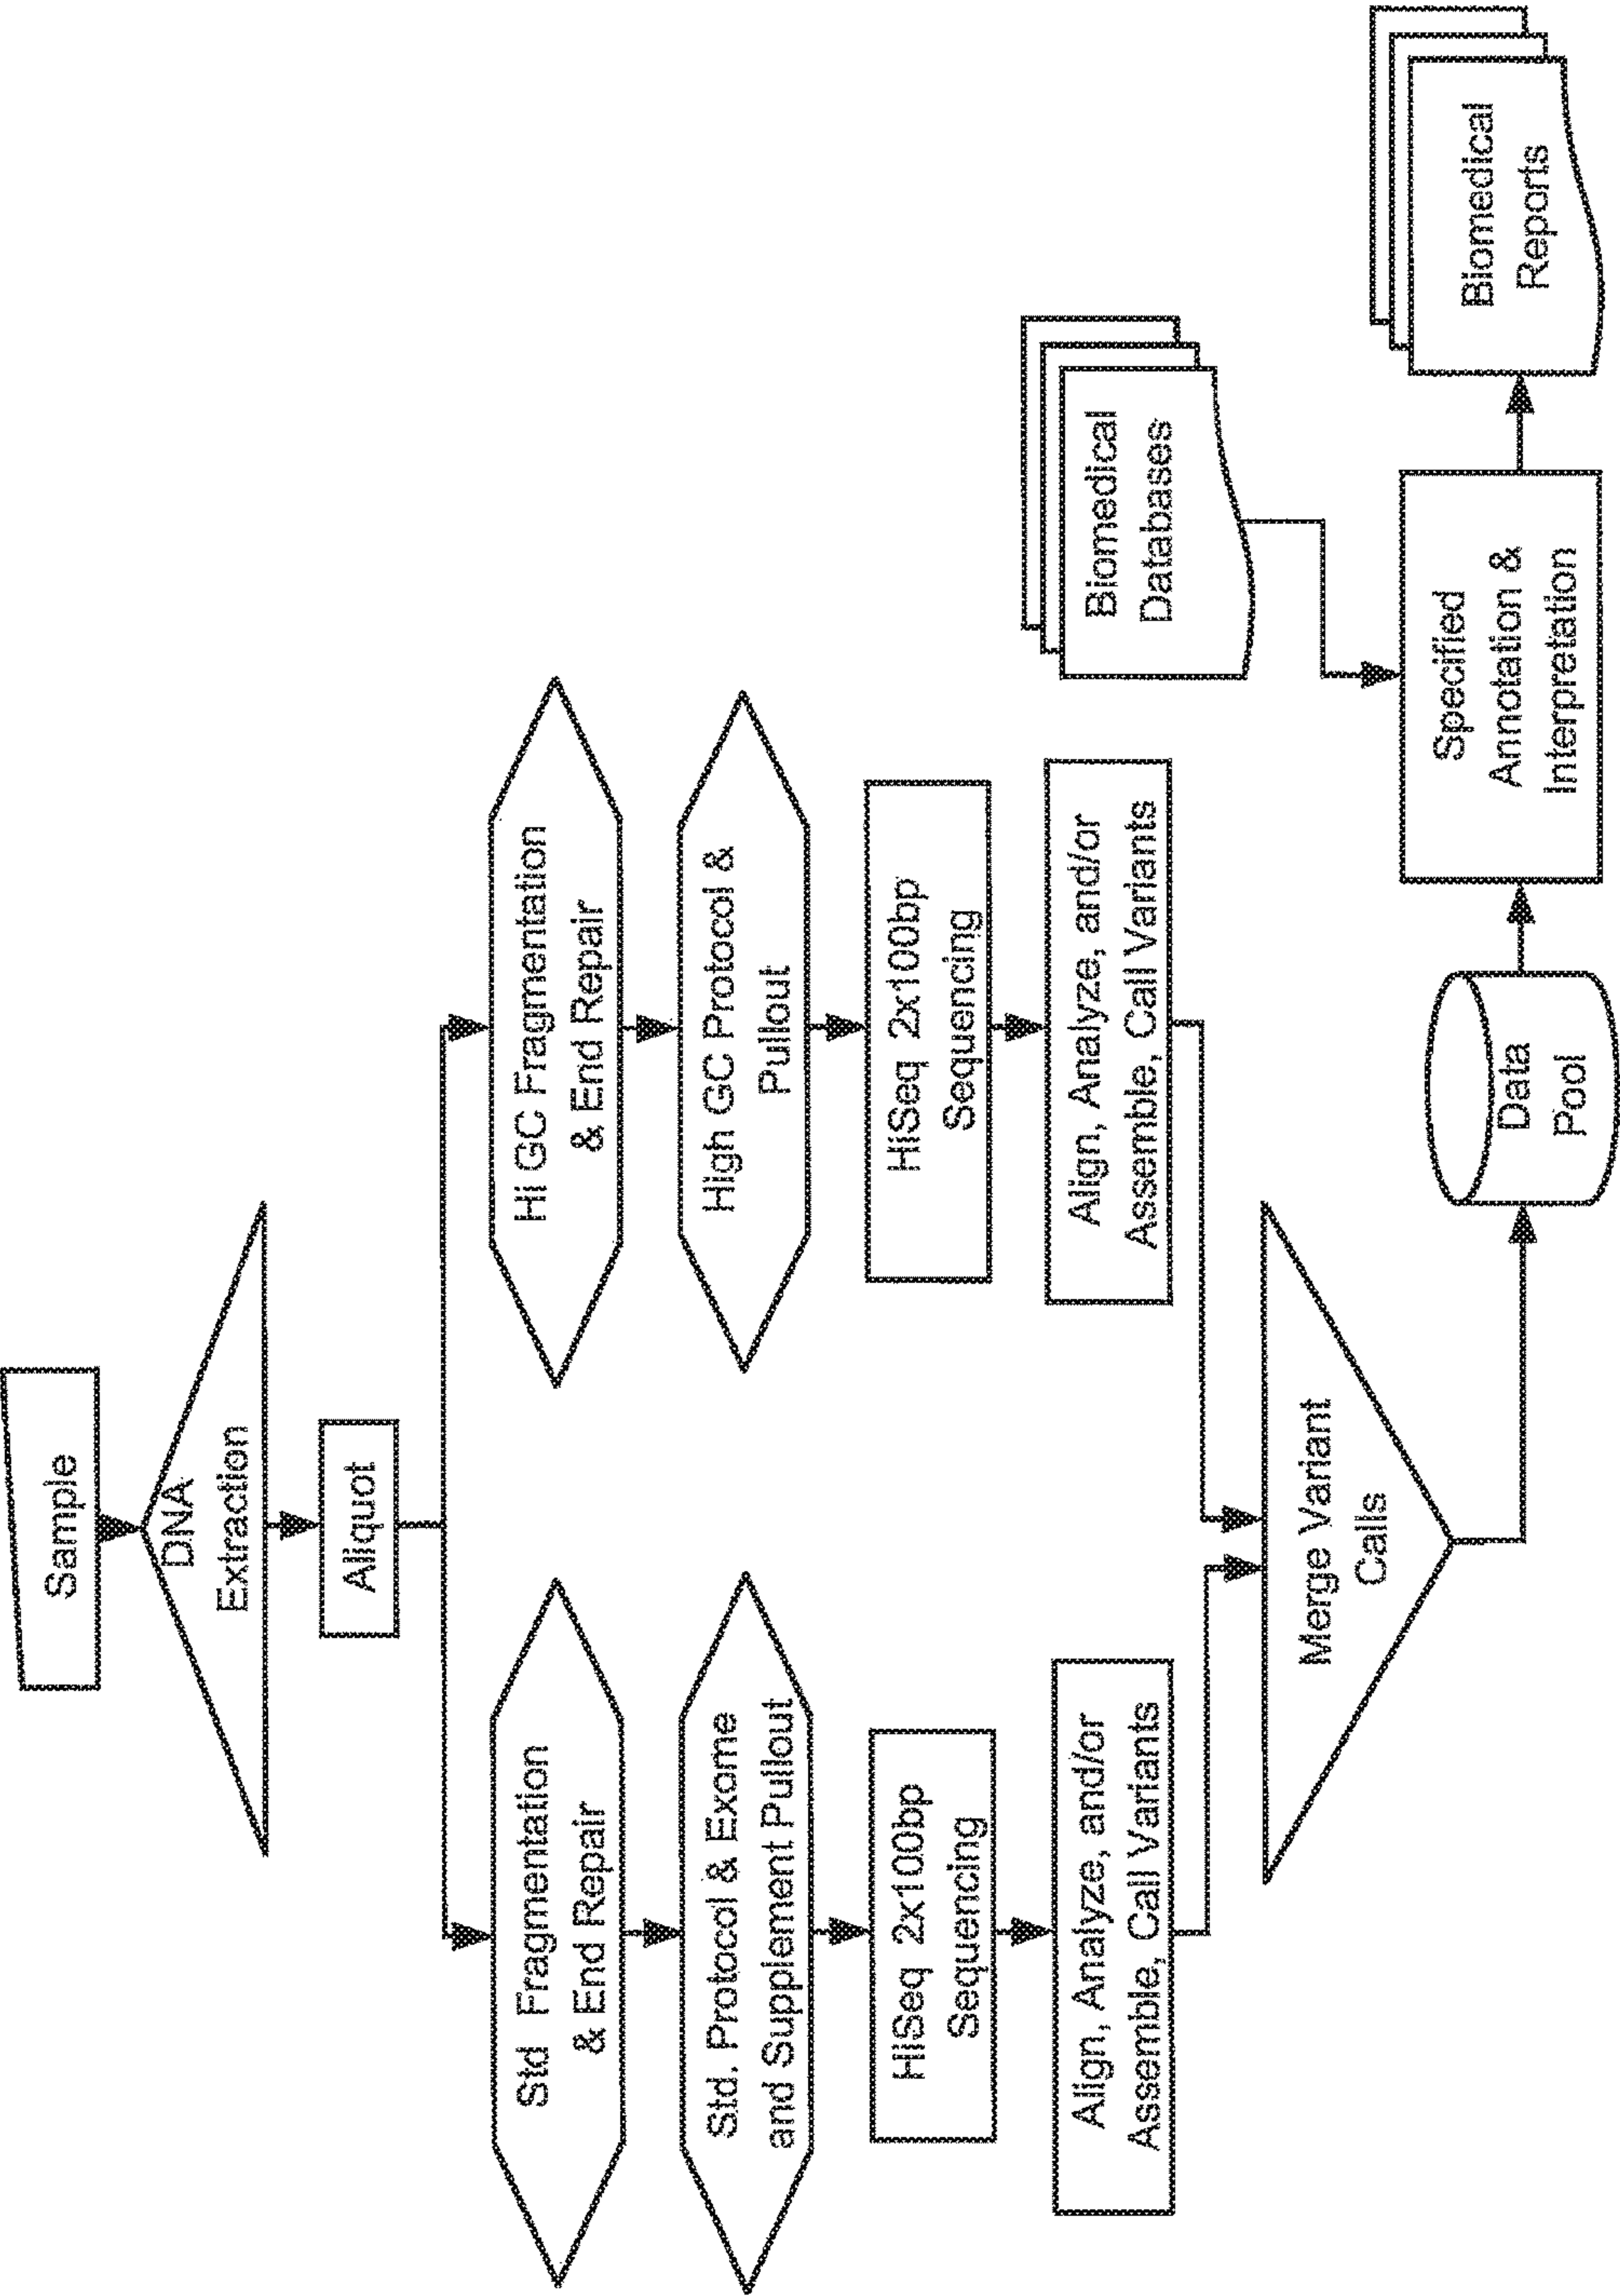 Sample
DNA
Extraction
Aliquot
Std Fragmentation
& End Repair
Hi GC Fragmentation
& End Repair
Std. Protocol & Exome
and Supplement Pullout
High GC Protocol &
Pullout
HiSeq 2x100bp
Sequencing
HiSeq 2x100bp
Sequencing
Align, Analyze, and/or
Assemble, Call Variants
Align, Analyze, and/or
Assemble, Call Variants
Merge Variant
Calls
Biomedical
Databases
Data
Pool
Specified
Annotation &
Interpretation
Biomedical
Reports